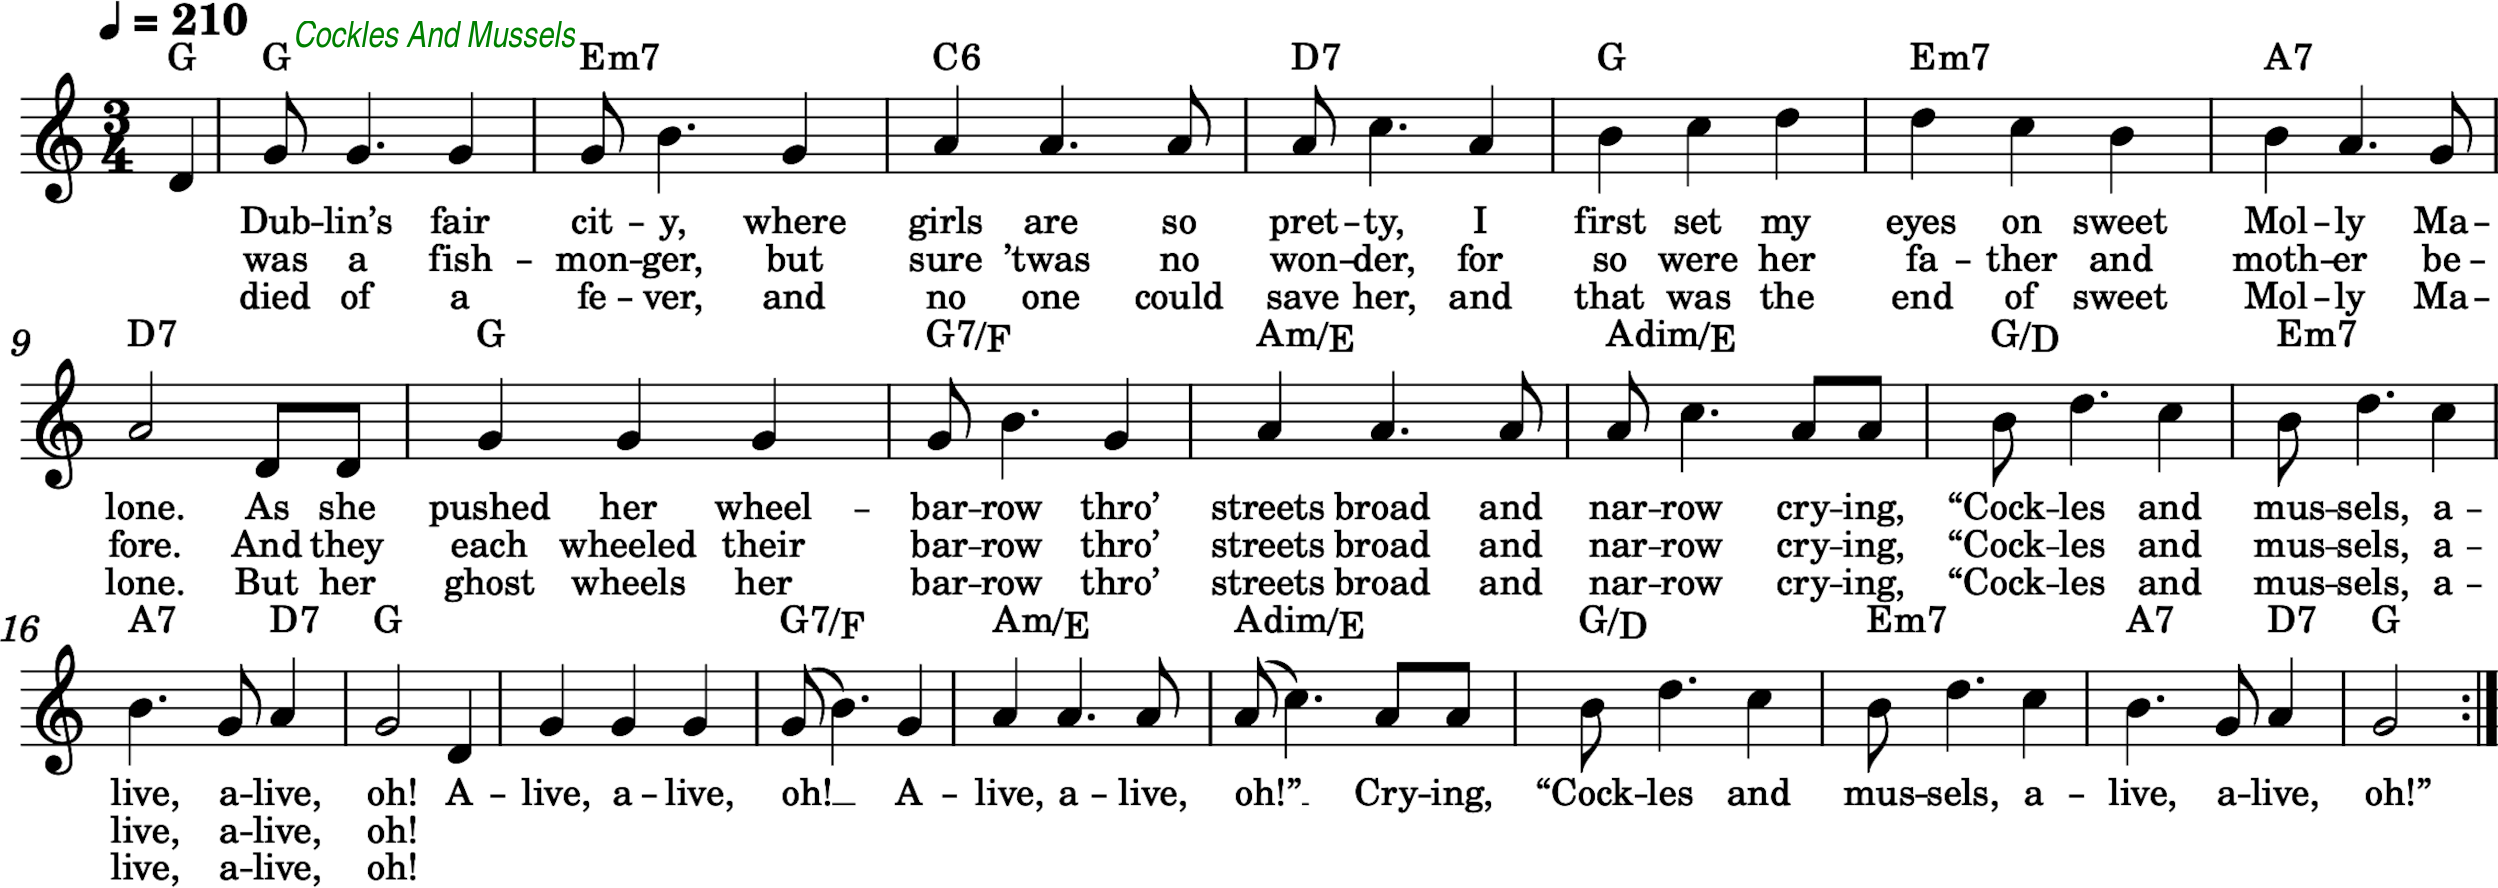 ♩ = 210
Cockles And Mussels
G G Em7 C6 D7 G Em7 A7
3/4
Dub-lin’s fair cit-y, where girls are so pret-ty, I first set my eyes on sweet Mol-ly Ma-
was a fish-mon-ger, but sure ’twas no won-der, for so were her fa-ther and moth-er be-
died of a fe-ver, and no one could save her, and that was the end of sweet Mol-ly Ma-
9 D7 G G7/F Am/E Adim/E G/D Em7
lone. As she pushed her wheel-bar-row thro’ streets broad and nar-row cry-ing, “Cock-les and mus-sels, a-
fore. And they each wheeled their bar-row thro’ streets broad and nar-row cry-ing, “Cock-les and mus-sels, a-
lone. But her ghost wheels her bar-row thro’ streets broad and nar-row cry-ing, “Cock-les and mus-sels, a-
16 A7 D7 G G7/F Am/E Adim/E G/D Em7 A7 D7 G
live, a-live, oh! A-live, a-live, oh!_ A-live, a-live, oh!”_ Cry-ing, “Cock-les and mus-sels, a-live, a-live, oh!”
live, a-live, oh!
live, a-live, oh!